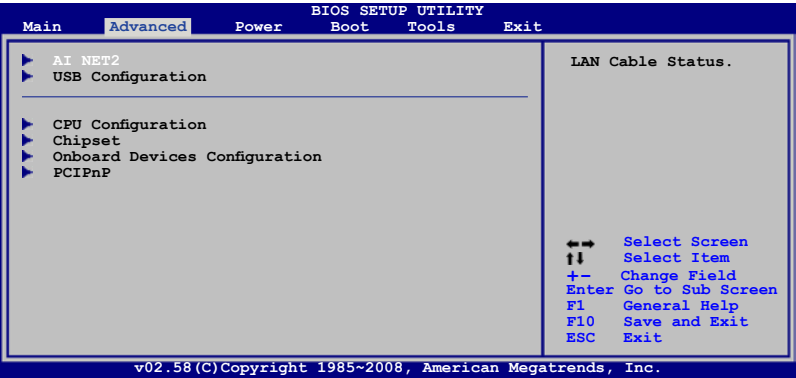 BIOS SETUP UTILITY
Main Advanced Power Boot Tools Exit
AI NET2
USB Configuration
CPU Configuration
Chipset
Onboard Devices Configuration
PCIPnP
LAN Cable Status.
←→ Select Screen
↑↓ Select Item
+- Change Field
Enter Go to Sub Screen
F1 General Help
F10 Save and Exit
ESC Exit
v02.58(C)Copyright 1985~2008, American Megatrends, Inc.